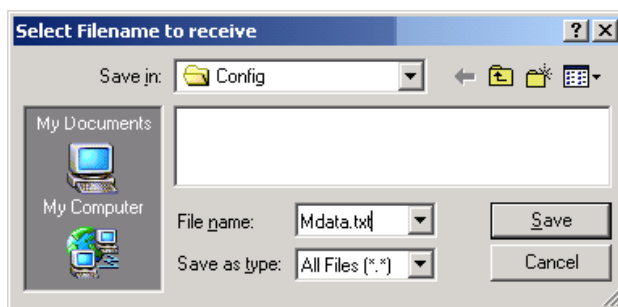 Select Filename to receive
Save in:
Config
My Documents
My Computer
File name:
Mdata.txt
Save
Save as type:
All Files (*.*)
Cancel